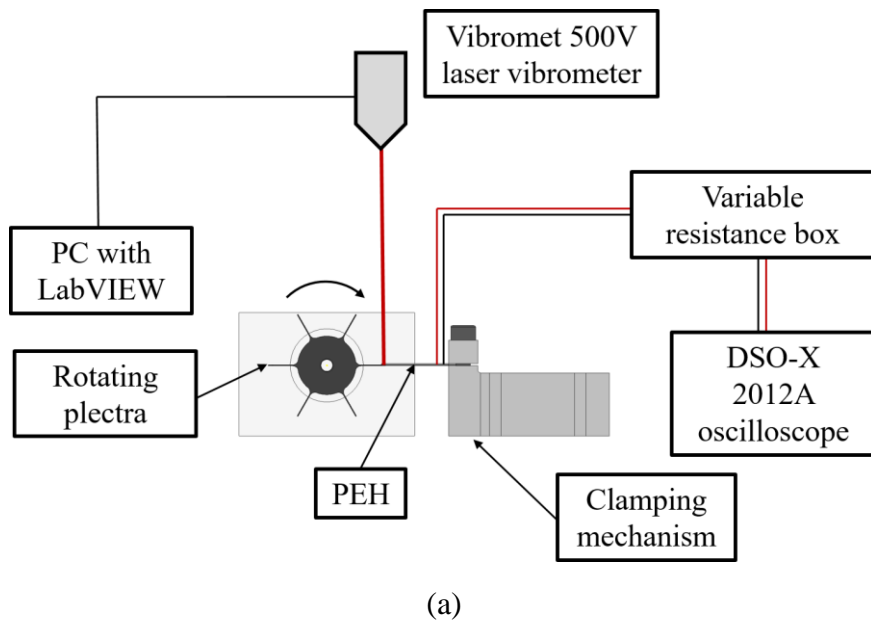 Vibromet 500V
laser vibrometer
Variable
resistance box
PC with
LabVIEW
Rotating
plectra
DSO-X
2012A
oscilloscope
PEH
Clamping
mechanism
(a)